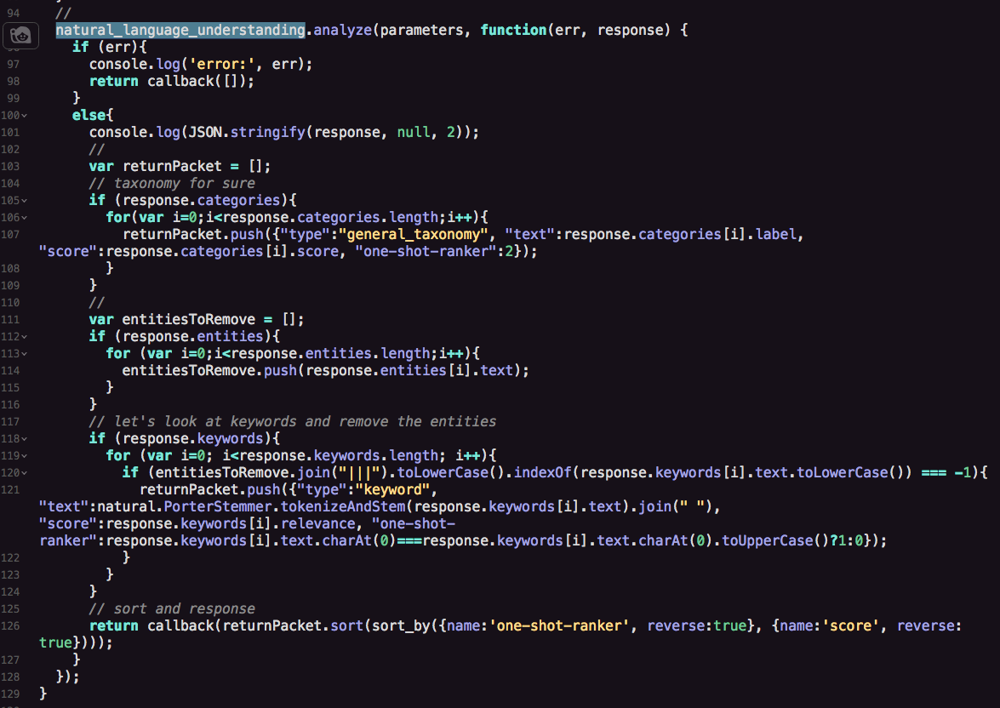 94 //
natural_language_understanding.analyze(parameters, function(err, response) {
if (err){
97 console.log('error:', err);
98 return callback([]);
99 }
100 else{
101 console.log(JSON.stringify(response, null, 2));
102 //
103 var returnPacket = [];
104 // taxonomy for sure
105 if (response.categories){
106 for(var i=0;i<response.categories.length;i++){
107 returnPacket.push({"type":"general_taxonomy", "text":response.categories[i].label,
"score":response.categories[i].score, "one-shot-ranker":2});
108 }
109 }
110 //
111 var entitiesToRemove = [];
112 if (response.entities){
113 for (var i=0;i<response.entities.length;i++){
114 entitiesToRemove.push(response.entities[i].text);
115 }
116 }
117 // let's look at keywords and remove the entities
118 if (response.keywords){
119 for (var i=0; i<response.keywords.length; i++){
120 if (entitiesToRemove.join("|||").toLowerCase().indexOf(response.keywords[i].text.toLowerCase()) === -1){
121 returnPacket.push({"type":"keyword",
"text":natural.PorterStemmer.tokenizeAndStem(response.keywords[i].text).join(" "),
"score":response.keywords[i].relevance, "one-shot-
ranker":response.keywords[i].text.charAt(0)===response.keywords[i].text.charAt(0).toUpperCase()?1:0});
122 }
123 }
124 }
125 // sort and response
126 return callback(returnPacket.sort(sort_by({name:'one-shot-ranker', reverse:true}, {name:'score', reverse:
true})));
127 }
128 });
129 }